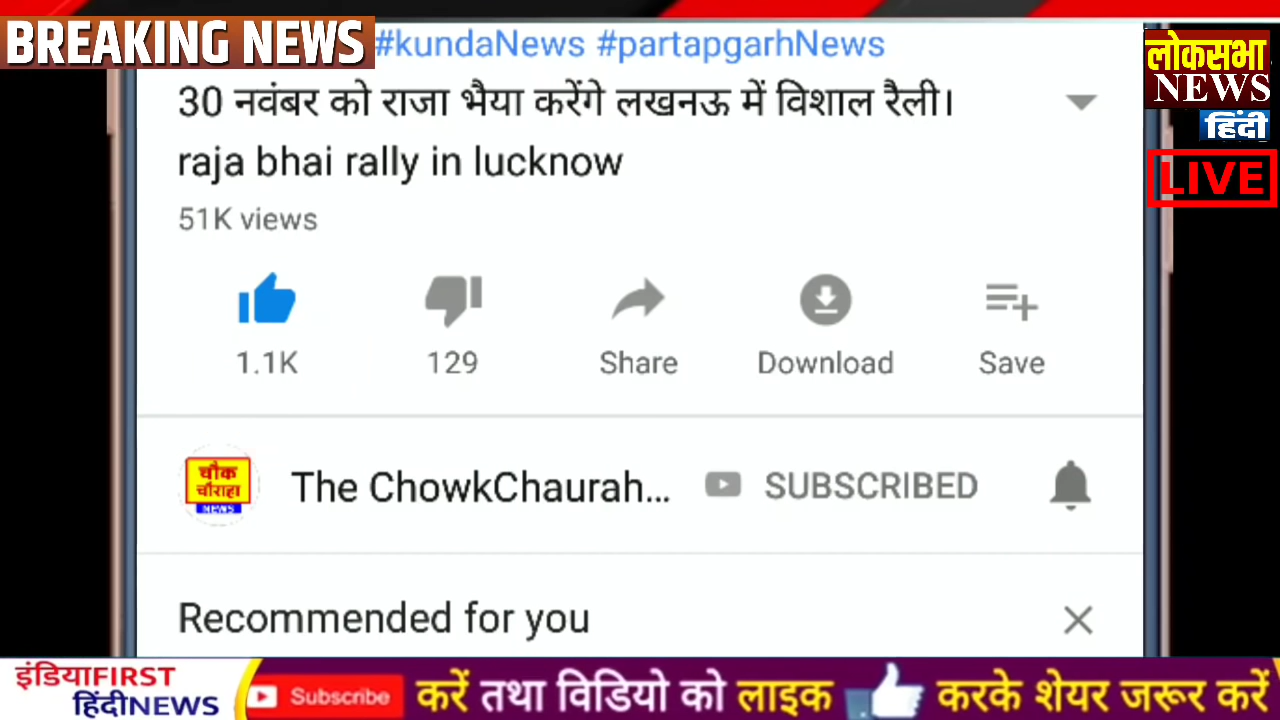 BREAKING NEWS
#kundaNews #partapgarhNews
30 नवंबर को राजा भैया करेंगे लखनऊ में विशाल रैली।
raja bhai rally in lucknow
51K views
1.1K
129
Share
Download
Save
चौक
चौराहा
NEWS
The ChowkChaurah...
SUBSCRIBED
Recommended for you
लोकसभा
NEWS
हिंदी
LIVE
इंडियाFIRST
हिंदीNEWS
Subscribe करें तथा विडियो को लाइक करके शेयर जरूर करें